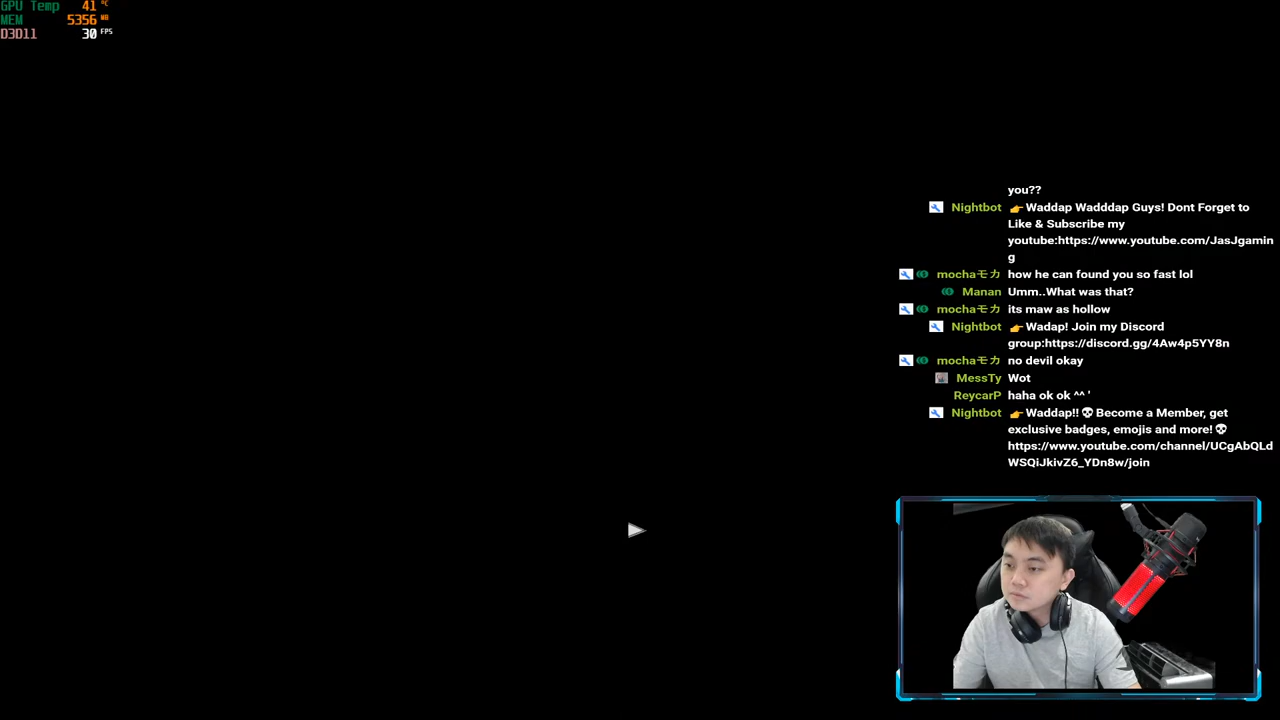 GPU Temp 41 °C
MEM 5356 MB
D3D11 30 FPS
you??
Nightbot 👉Waddap Wadddap Guys! Dont Forget to
Like & Subscribe my
youtube:https://www.youtube.com/JasJgamin
g
mochaモカ how he can found you so fast lol
Manan Umm..What was that?
mochaモカ its maw as hollow
Nightbot 👉Wadap! Join my Discord
group:https://discord.gg/4Aw4p5YY8n
mochaモカ no devil okay
MessTy Wot
ReycarP haha ok ok ^^ '
Nightbot 👉Waddap!!💀Become a Member, get
exclusive badges, emojis and more!💀
https://www.youtube.com/channel/UCgAbQLd
WSQiJkivZ6_YDn8w/join